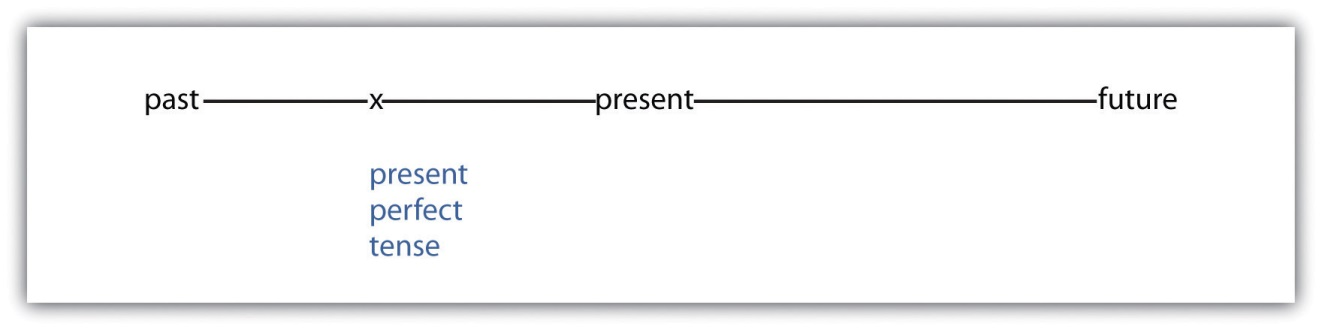 past x present future
present
perfect
tense